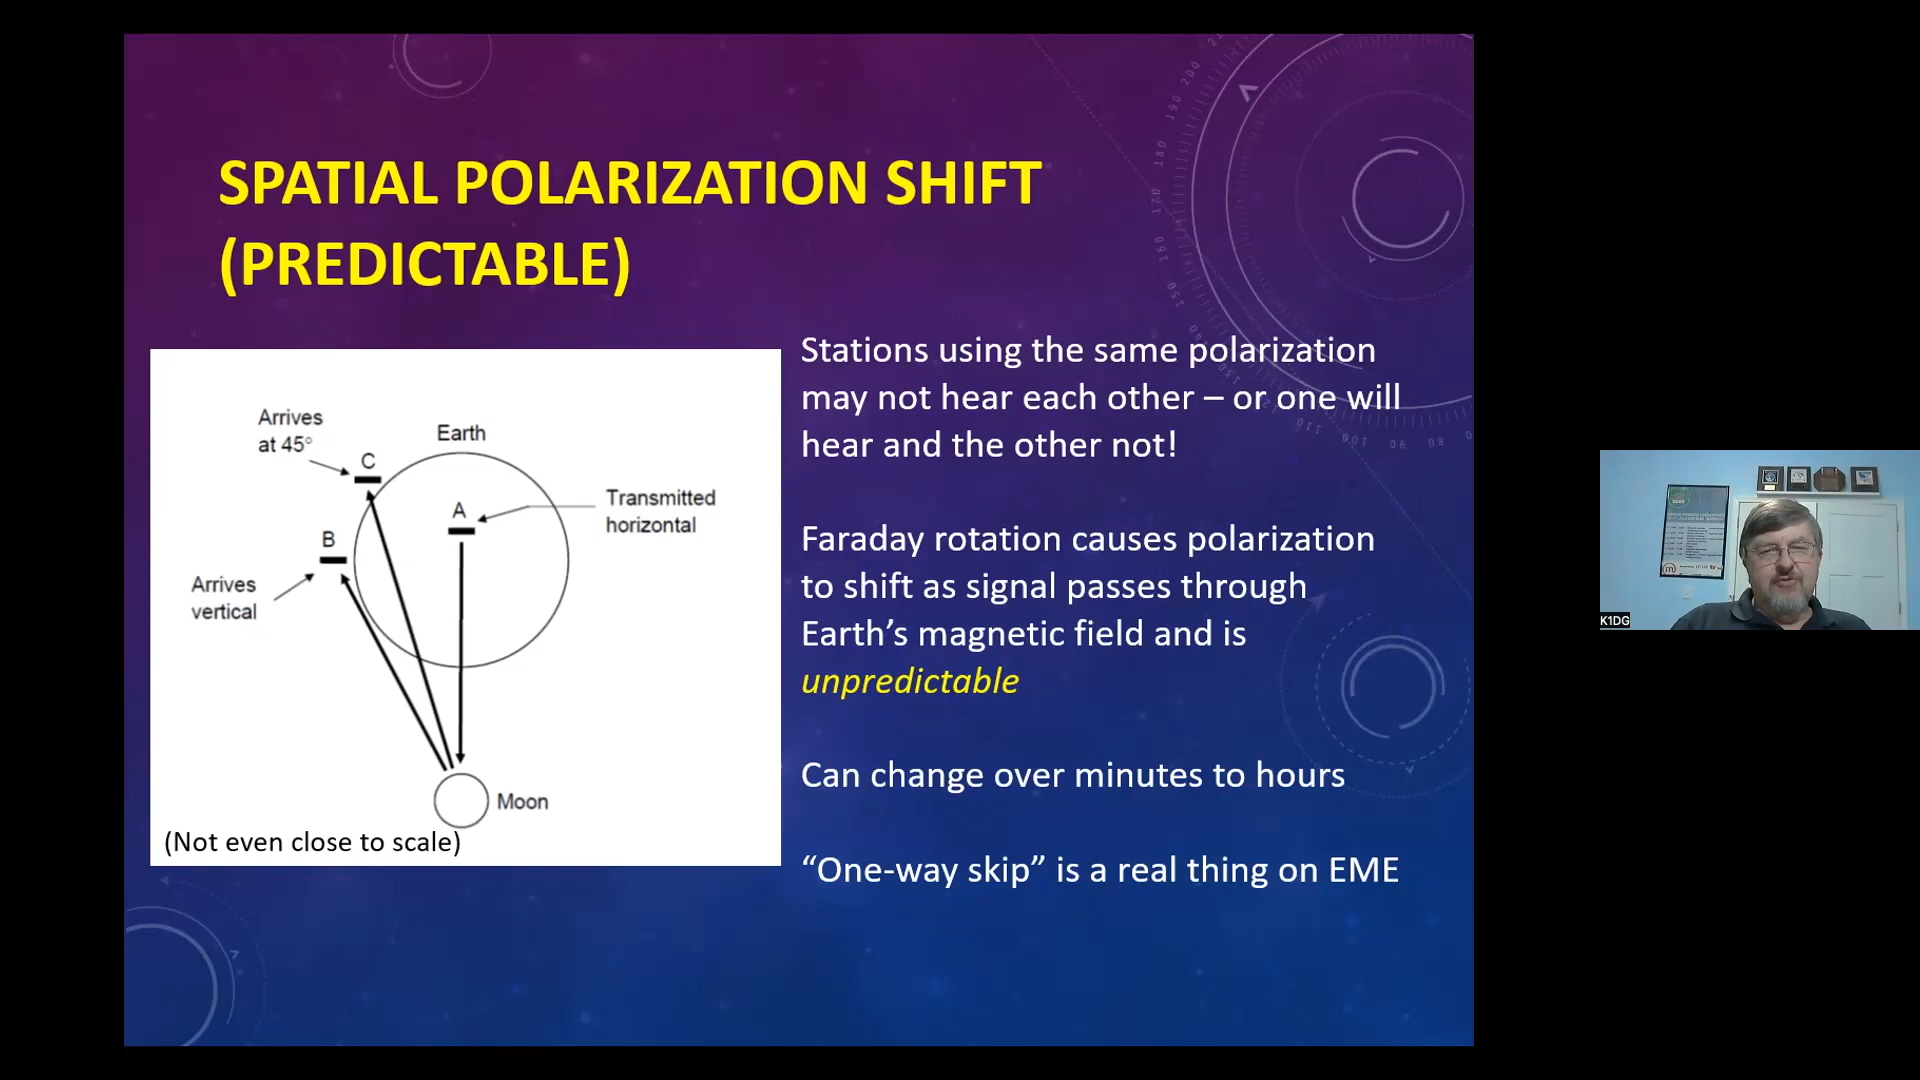 SPATIAL POLARIZATION SHIFT
(PREDICTABLE)
Arrives
at 45°
C
Earth
A
Transmitted
horizontal
B
Arrives
vertical
Moon
(Not even close to scale)
Stations using the same polarization
may not hear each other – or one will
hear and the other not!
Faraday rotation causes polarization
to shift as signal passes through
Earth’s magnetic field and is
unpredictable
Can change over minutes to hours
“One-way skip” is a real thing on EME
K1DG